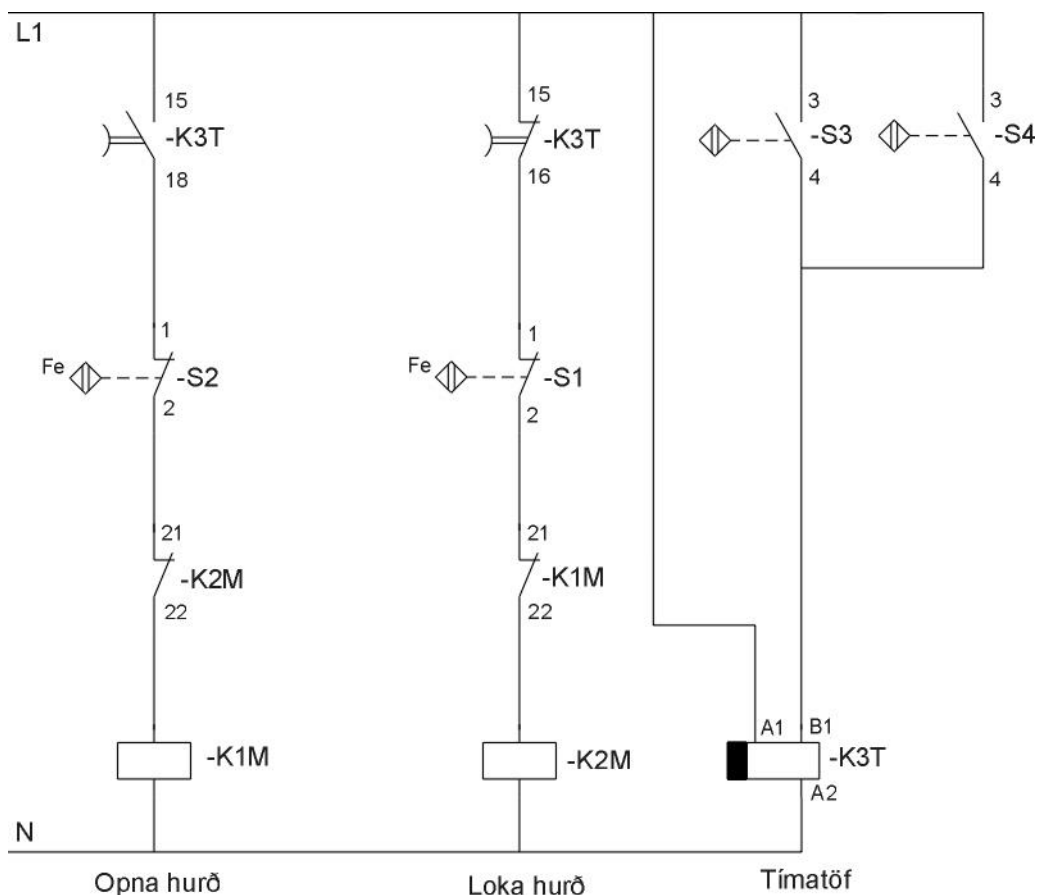 L1
15
-K3T
18
1
Fe
-S2
2
21
-K2M
22
-K1M
15
-K3T
16
1
Fe
-S1
2
21
-K1M
22
-K2M
3
-S3
4
3
-S4
4
A1
B1
-K3T
A2
N
Opna hurð
Loka hurð
Tímatöf